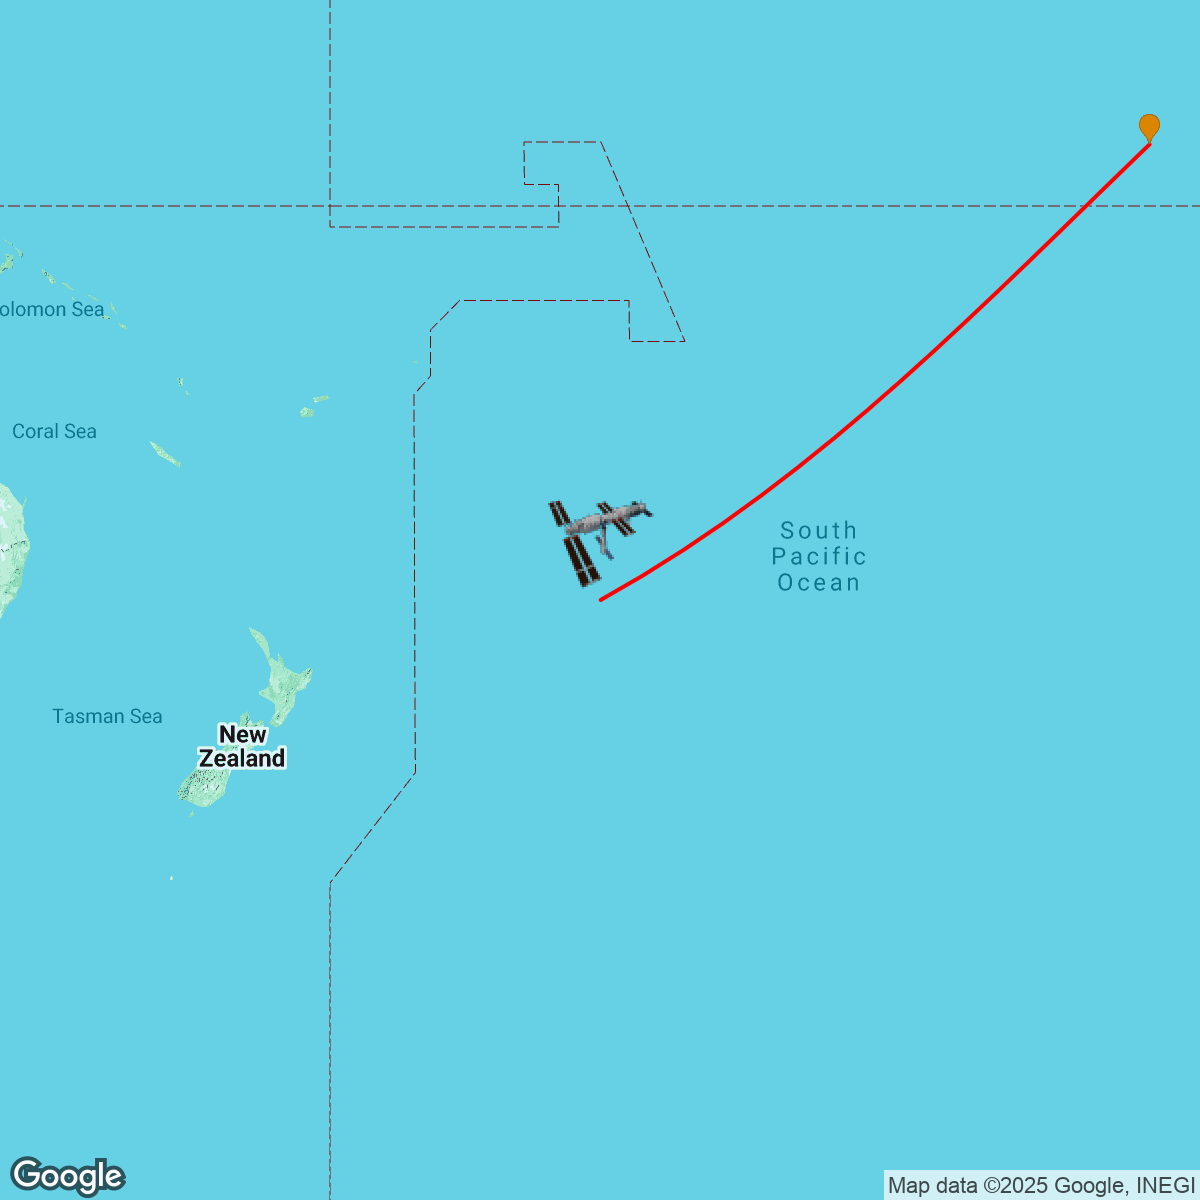 olomon Sea
Coral Sea
South
Pacific
Ocean
Tasman Sea
New
Zealand
Google
Map data ©2025 Google, INEGI